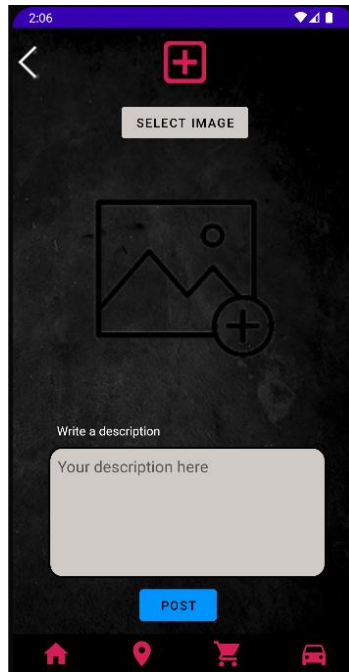 2:06
SELECT IMAGE
Write a description
Your description here
POST